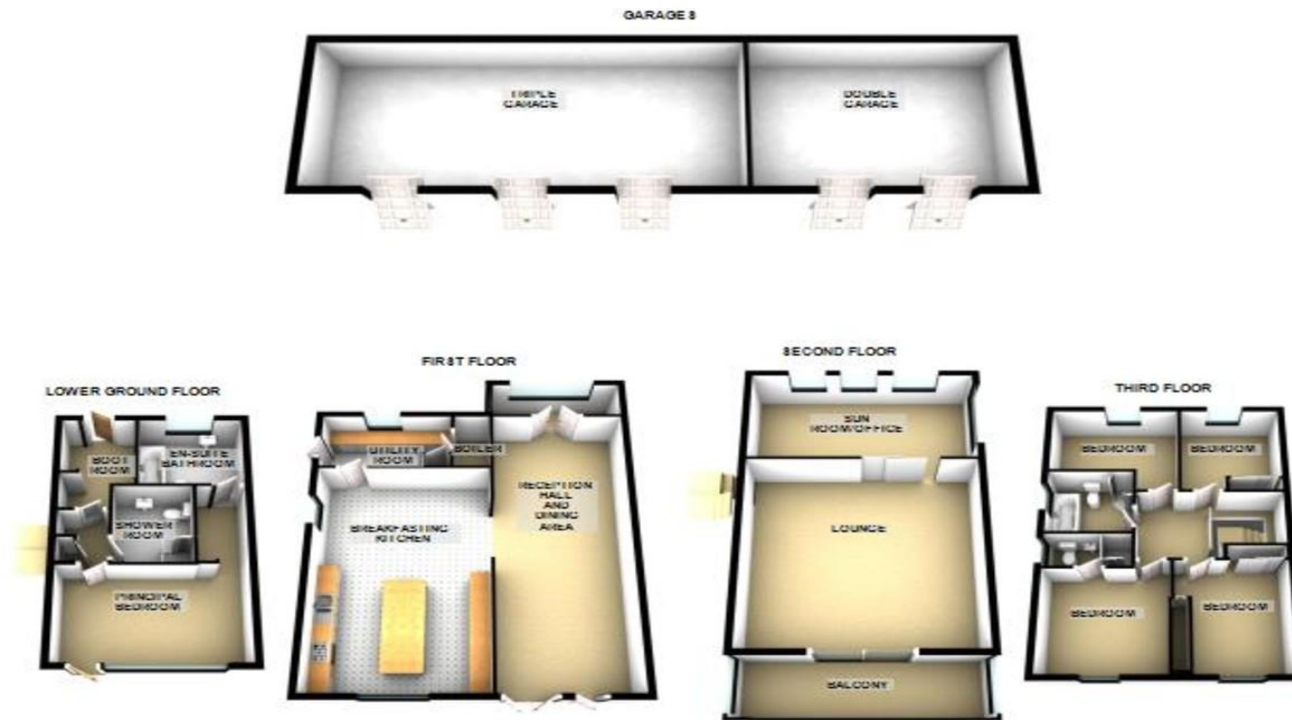 GARAGES
TRIPLE
GARAGE
DOUBLE
GARAGE
LOWER GROUND FLOOR
BOOT
ROOM
EN-SUITE
BATHROOM
SHOWER
ROOM
PRINCIPAL
BEDROOM
FIRST FLOOR
UTILITY
ROOM
BOILER
RECEPTION
HALL
AND
DINING
AREA
BREAKFASTING
KITCHEN
SECOND FLOOR
SUN
ROOM/OFFICE
LOUNGE
BALCONY
THIRD FLOOR
BEDROOM
BEDROOM
BEDROOM
BEDROOM